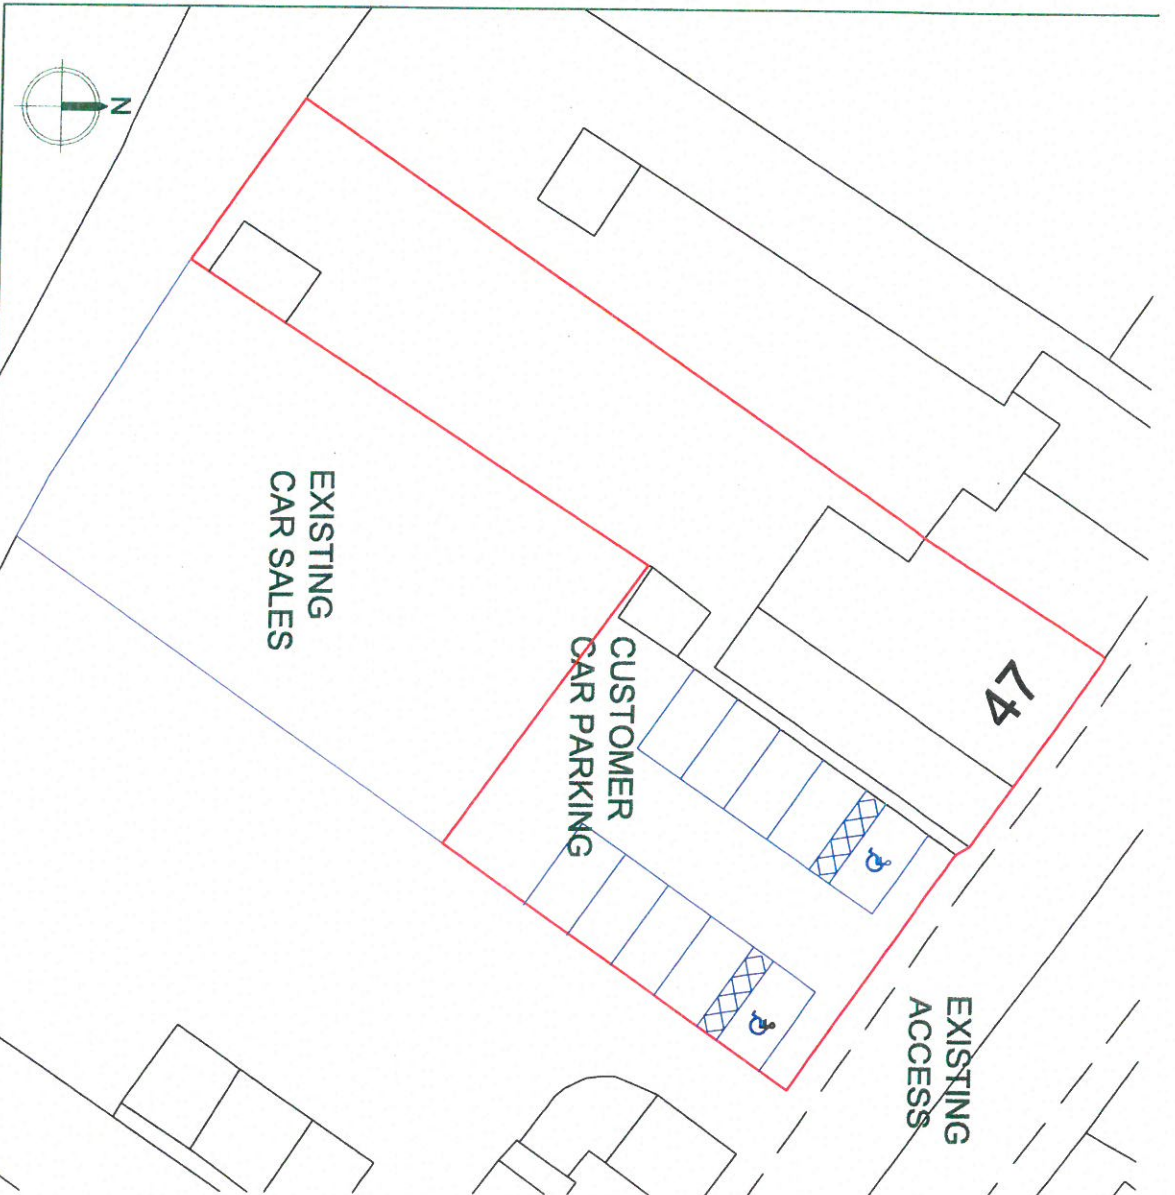 N
47
EXISTING
ACCESS
CUSTOMER
CAR PARKING
EXISTING
CAR SALES